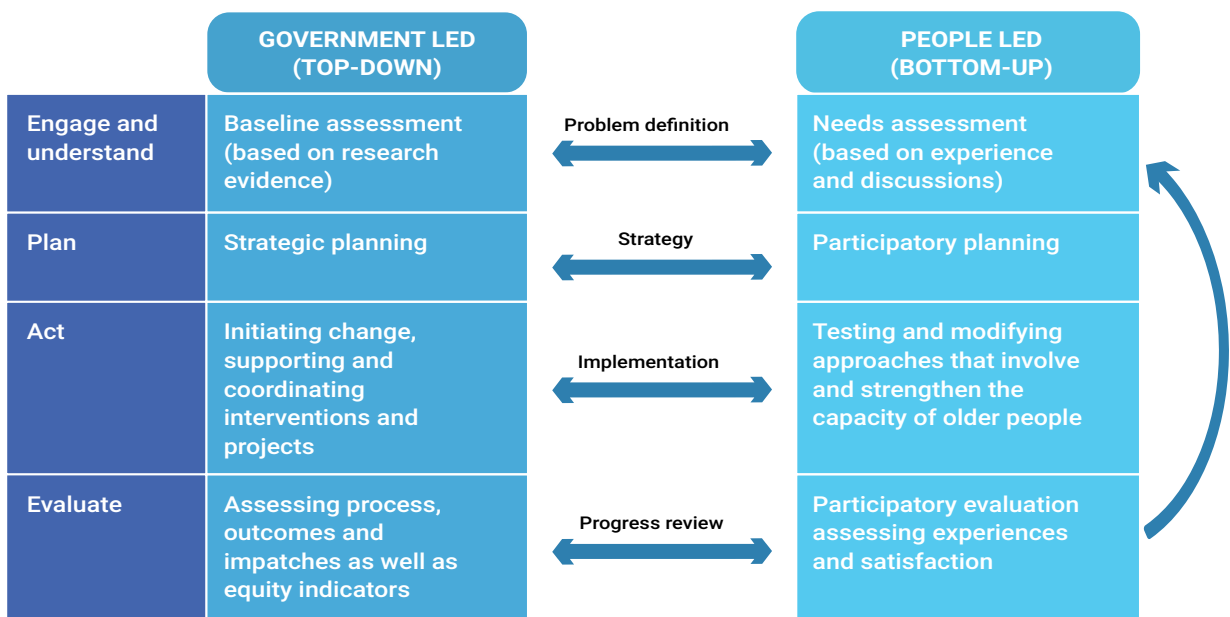 GOVERNMENT LED
(TOP-DOWN)
PEOPLE LED
(BOTTOM-UP)
Engage and
understand
Baseline assessment
(based on research
evidence)
Problem definition
Needs assessment
(based on experience
and discussions)
Plan
Strategic planning
Strategy
Participatory planning
Act
Initiating change,
supporting and
coordinating
interventions and
projects
Implementation
Testing and modifying
approaches that involve
and strengthen the
capacity of older people
Evaluate
Assessing process,
outcomes and
impatches as well as
equity indicators
Progress review
Participatory evaluation
assessing experiences
and satisfaction